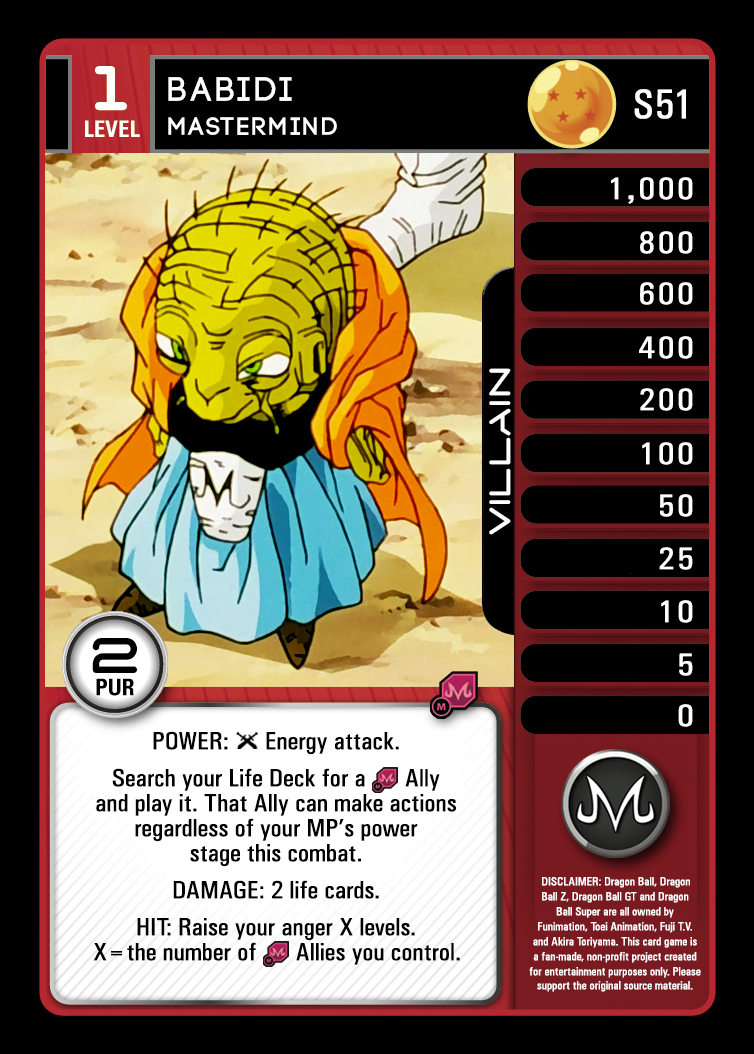 1
LEVEL
BABIDI
MASTERMIND
S51
1,000
800
600
400
200
100
50
25
10
5
0
VILLAIN
M
2
PUR
M
M
POWER: Energy attack.
Search your Life Deck for a Ally
and play it. That Ally can make actions
regardless of your MP's power
stage this combat.
DAMAGE: 2 life cards.
HIT: Raise your anger X levels.
X = the number of Allies you control.
M
DISCLAIMER: Dragon Ball, Dragon
Ball Z, Dragon Ball GT and Dragon
Ball Super are all owned by
Funimation, Toei Animation, Fuji T.V.
and Akira Toriyama. This card game is
a fan-made, non-profit project created
for entertainment purposes only. Please
support the original source material.